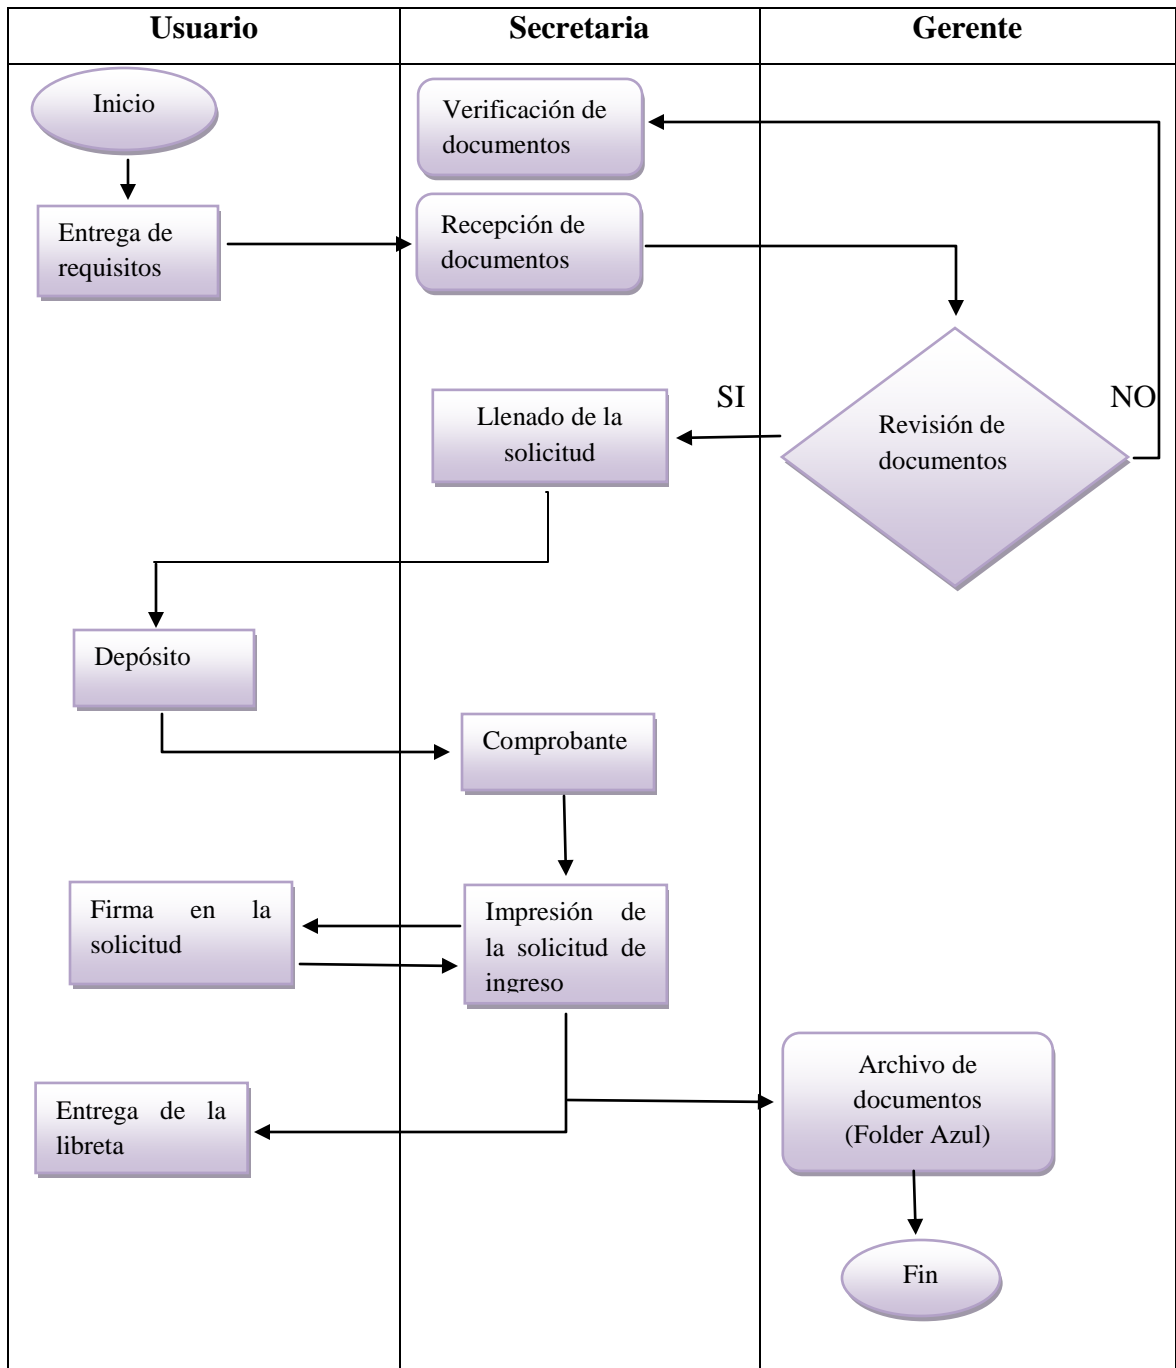 Usuario
Secretaria
Gerente
Inicio
Verificación de
documentos
Entrega de
requisitos
Recepción de
documentos
SI
NO
Llenado de la
solicitud
Revisión de
documentos
Depósito
Comprobante
Firma en la
solicitud
Impresión de
la solicitud de
ingreso
Archivo de
documentos
(Folder Azul)
Entrega de la
libreta
Fin